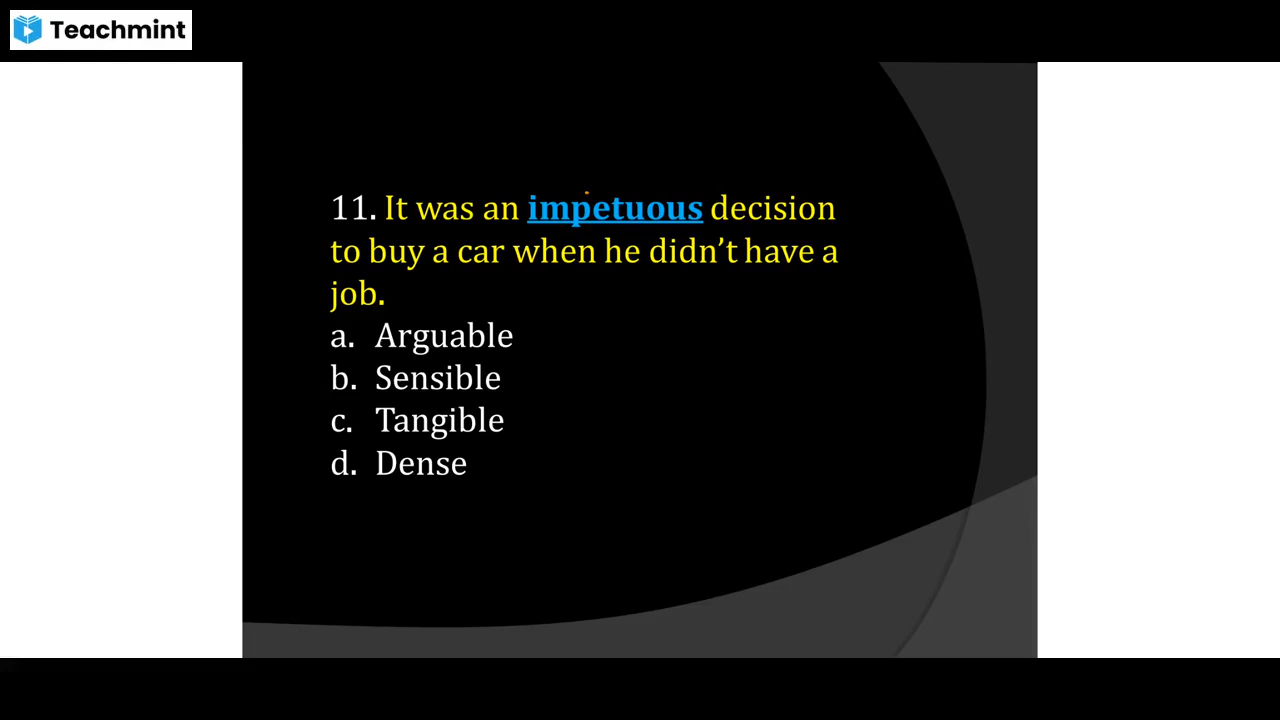 Teachmint
11. It was an impetuous decision
to buy a car when he didn’t have a
job.
a. Arguable
b. Sensible
c. Tangible
d. Dense